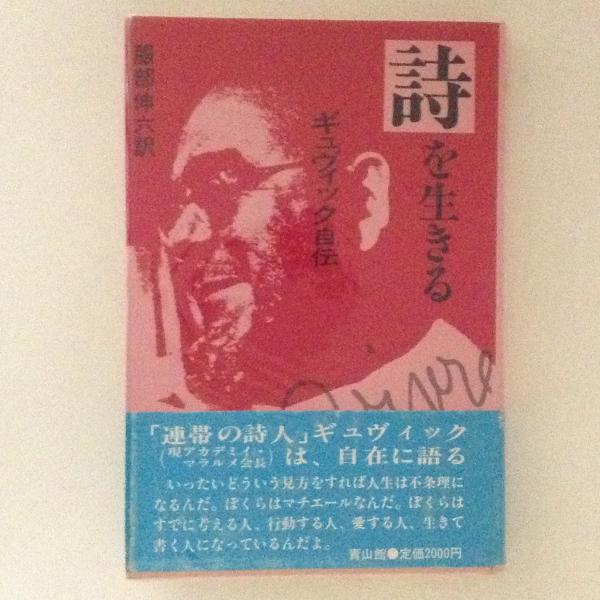 詩を生きる
ギュヴィック自伝
服部伸六訳
ivre
「連帯の詩人」ギュヴィック
(現アカデミイ・マラルメ会長)は、自在に語る
いったいどういう見方をすれば人生は不条理に
なるんだ。ぼくらはマチエールなんだ。ぼくらは
すでに考える人、行動する人、愛する人、生きて
書く人になっているんだよ。
青山館●定価2000円